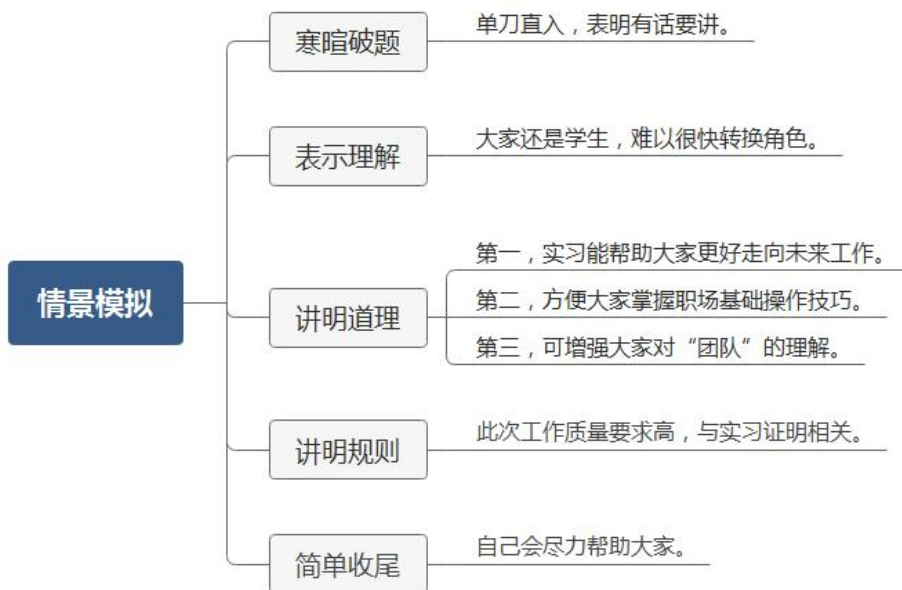 情景模拟
寒暄破题
单刀直入，表明有话要讲。
表示理解
大家还是学生，难以很快转换角色。
讲明道理
第一，实习能帮助大家更好走向未来工作。
第二，方便大家掌握职场基础操作技巧。
第三，可增强大家对“团队”的理解。
讲明规则
此次工作质量要求高，与实习证明相关。
简单收尾
自己会尽力帮助大家。